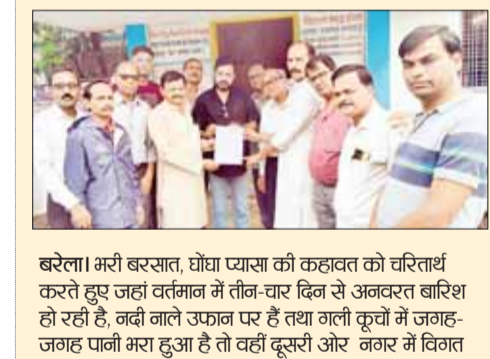 बरेला। भरी बरसात, घोंघा प्यासा की कहावत को चरितार्थ
करते हुए जहां वर्तमान में तीन-चार दिन से अनवरत बारिश
हो रही है, नदी नाले उफान पर हैं तथा गली कूचों में जगह-
जगह पानी भरा हुआ है तो वहीं दूसरी ओर नगर में विगत